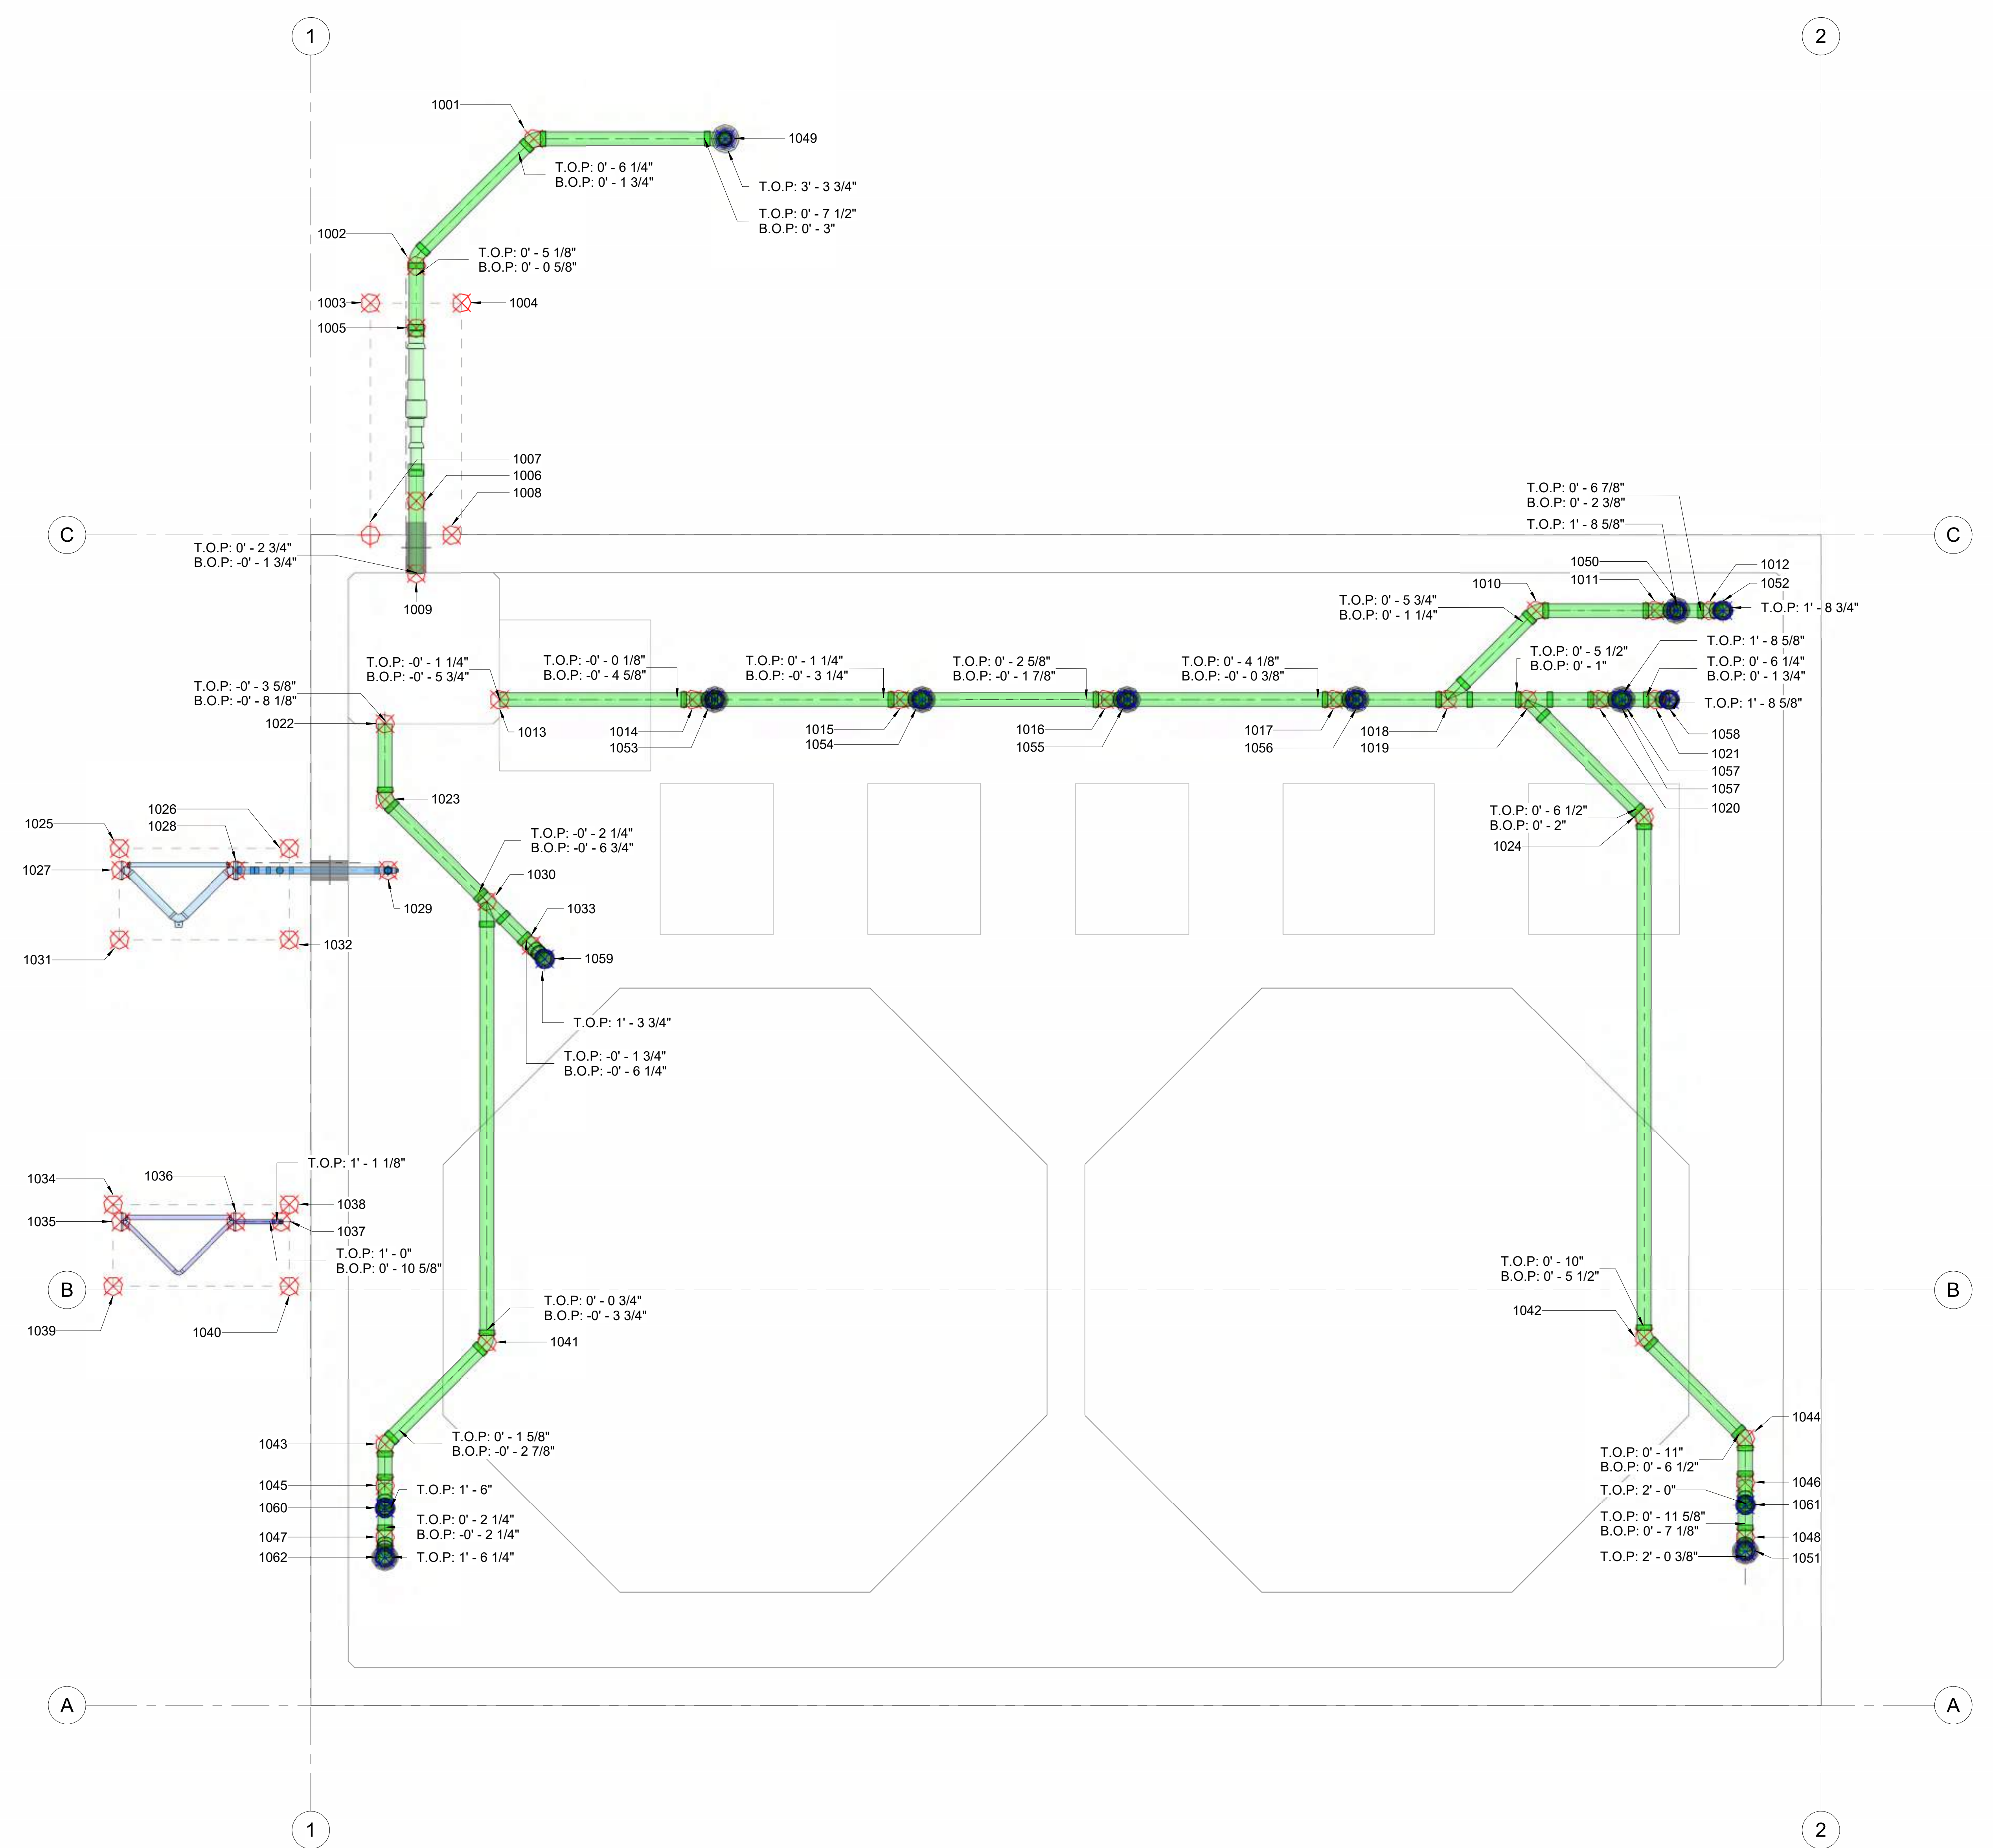 1
2
1001
1049
T.O.P: 0' - 6 1/4"
B.O.P: 0' - 1 3/4"
T.O.P: 3' - 3 3/4"
T.O.P: 0' - 7 1/2"
B.O.P: 0' - 3"
1002
T.O.P: 0' - 5 1/8"
B.O.P: 0' - 0 5/8"
1003
1004
1005
1007
1006
1008
C
C
T.O.P: 0' - 2 3/4"
B.O.P: -0' - 1 3/4"
1009
T.O.P: 0' - 6 7/8"
B.O.P: 0' - 2 3/8"
T.O.P: 1' - 8 5/8"
1050
1012
1010
1011
1052
T.O.P: 0' - 5 3/4"
B.O.P: 0' - 1 1/4"
T.O.P: 1' - 8 3/4"
T.O.P: -0' - 1 1/4"
B.O.P: -0' - 5 3/4"
T.O.P: -0' - 0 1/8"
B.O.P: -0' - 4 5/8"
T.O.P: 0' - 1 1/4"
B.O.P: -0' - 3 1/4"
T.O.P: 0' - 2 5/8"
B.O.P: -0' - 1 7/8"
T.O.P: 0' - 4 1/8"
B.O.P: -0' - 0 3/8"
T.O.P: 0' - 5 1/2"
B.O.P: 0' - 1"
T.O.P: 1' - 8 5/8"
T.O.P: 0' - 6 1/4"
B.O.P: 0' - 1 3/4"
T.O.P: 1' - 8 5/8"
T.O.P: -0' - 3 5/8"
B.O.P: -0' - 8 1/8"
1022
1013
1014
1053
1015
1054
1016
1055
1017
1056
1018
1019
1058
1021
1057
1057
1020
1023
T.O.P: 0' - 6 1/2"
B.O.P: 0' - 2"
1024
1025
1026
1028
1027
T.O.P: -0' - 2 1/4"
B.O.P: -0' - 6 3/4"
1030
1029
1033
1031
1032
1059
T.O.P: 1' - 3 3/4"
T.O.P: -0' - 1 3/4"
B.O.P: -0' - 6 1/4"
T.O.P: 1' - 1 1/8"
1034
1036
1038
1035
1037
T.O.P: 1' - 0"
B.O.P: 0' - 10 5/8"
B
B
1039
1040
T.O.P: 0' - 0 3/4"
B.O.P: -0' - 3 3/4"
1041
T.O.P: 0' - 10"
B.O.P: 0' - 5 1/2"
1042
1043
T.O.P: 0' - 1 5/8"
B.O.P: -0' - 2 7/8"
1044
T.O.P: 0' - 11"
B.O.P: 0' - 6 1/2"
1045
T.O.P: 1' - 6"
1060
T.O.P: 0' - 2 1/4"
B.O.P: -0' - 2 1/4"
1047
1062
T.O.P: 1' - 6 1/4"
1046
T.O.P: 2' - 0"
1061
T.O.P: 0' - 11 5/8"
B.O.P: 0' - 7 1/8"
1048
T.O.P: 2' - 0 3/8"
1051
A
A
1
2